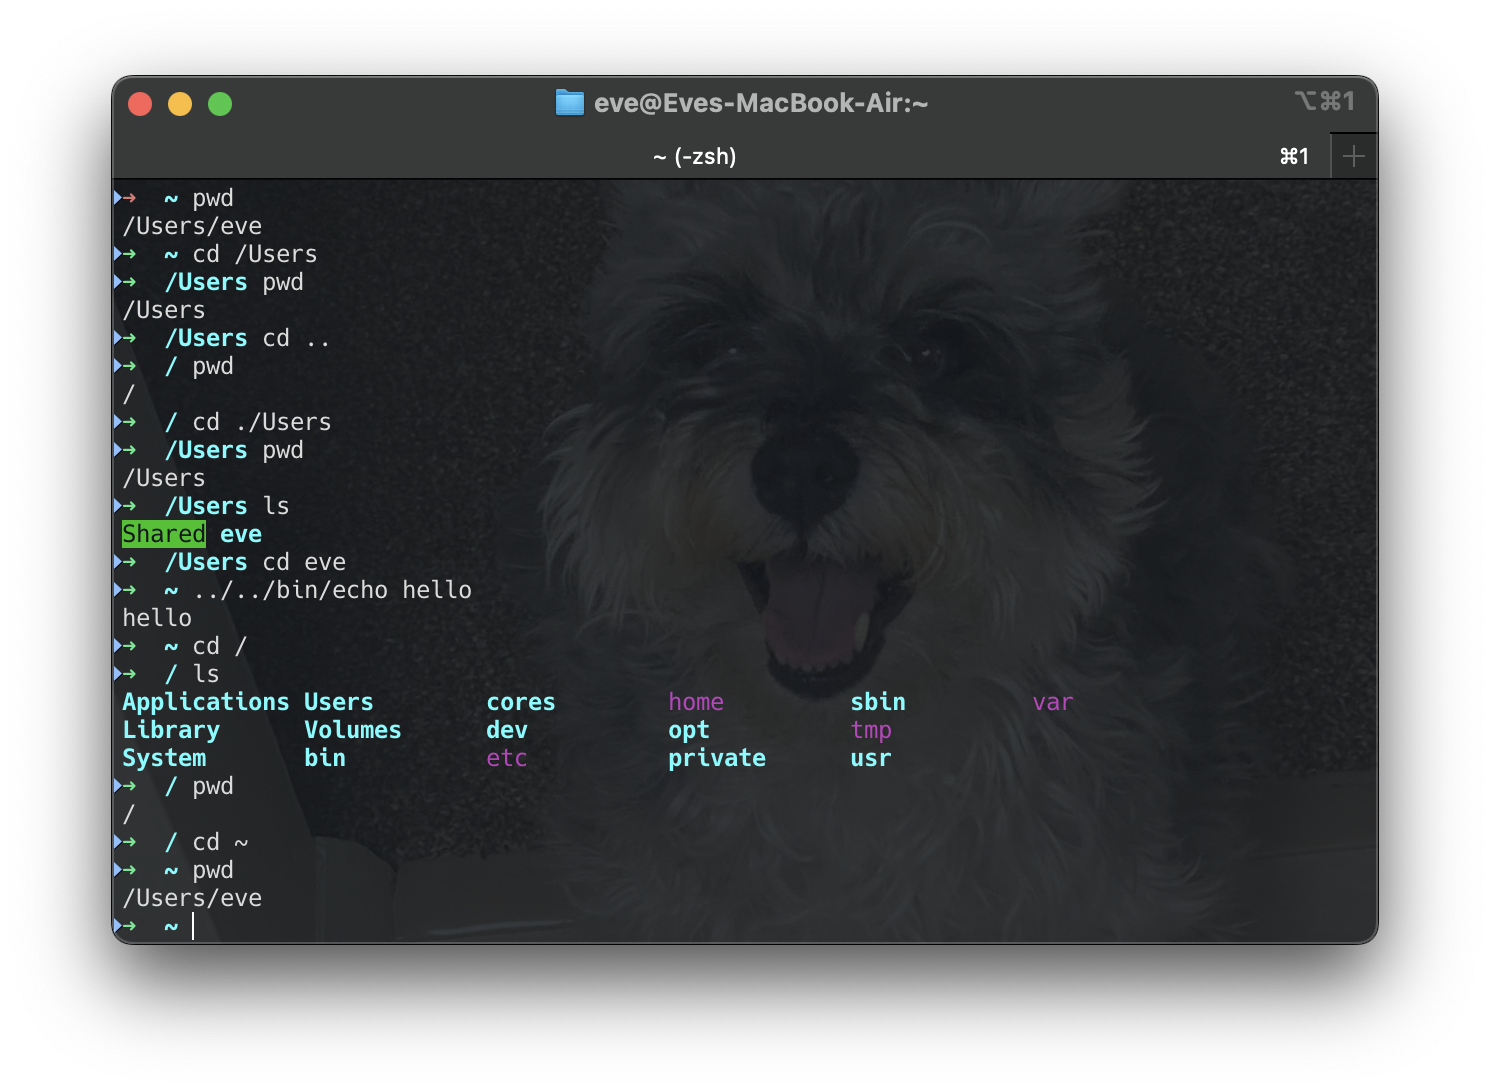 eve@Eves-MacBook-Air:~
⌥⌘1
~ (-zsh)
⌘1
➜  ~ pwd
/Users/eve
➜  ~ cd /Users
➜  /Users pwd
/Users
➜  /Users cd ..
➜  / pwd
/
➜  / cd ./Users
➜  /Users pwd
/Users
➜  /Users ls
Shared eve
➜  /Users cd eve
➜  ~ ../../bin/echo hello
hello
➜  ~ cd /
➜  / ls
Applications Users        cores        home         sbin         var
Library      Volumes      dev          opt          tmp
System       bin          etc          private      usr
➜  / pwd
/
➜  / cd ~
➜  ~ pwd
/Users/eve
➜  ~